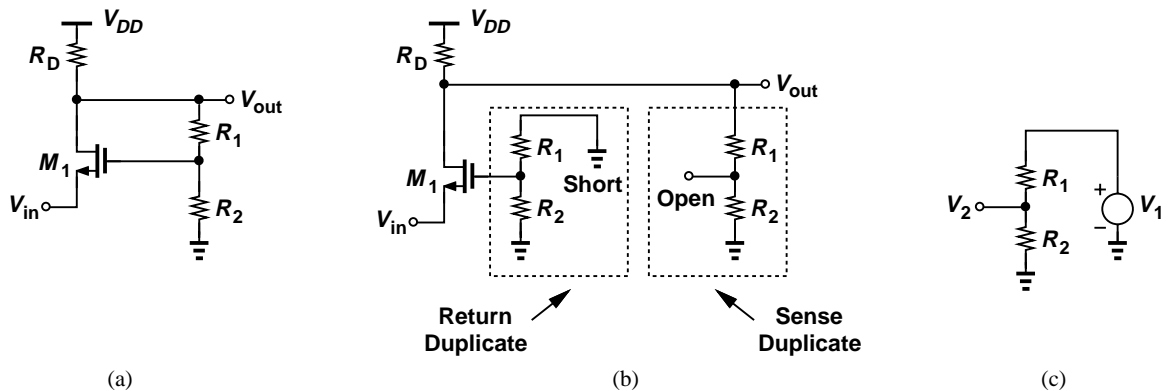 V_DD
R_D
V_out
R_1
M_1
R_2
V_in
(a)
V_DD
R_D
V_out
R_1
Short
R_1
M_1
Open
R_2
R_2
V_in
Return
Duplicate
Sense
Duplicate
(b)
R_1
+
V_1
−
V_2
R_2
(c)